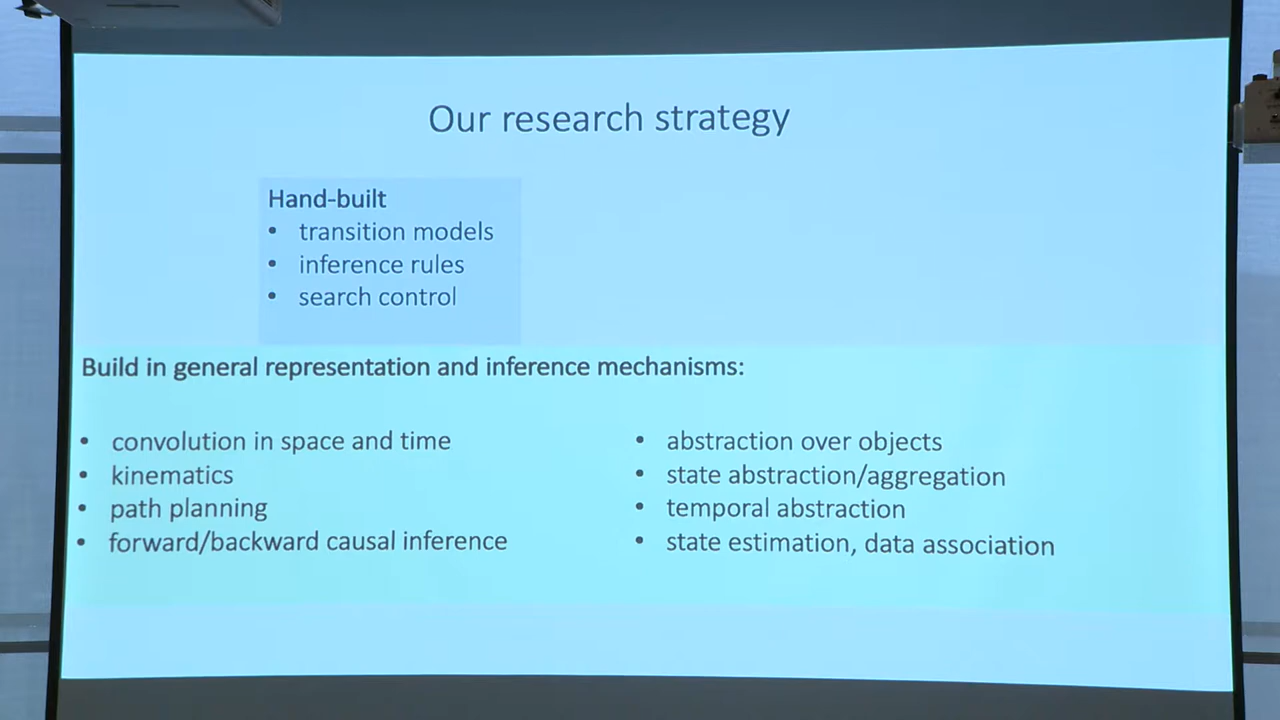 Our research strategy
Hand-built
• transition models
• inference rules
• search control
Build in general representation and inference mechanisms:
• convolution in space and time
• kinematics
• path planning
• forward/backward causal inference
• abstraction over objects
• state abstraction/aggregation
• temporal abstraction
• state estimation, data association